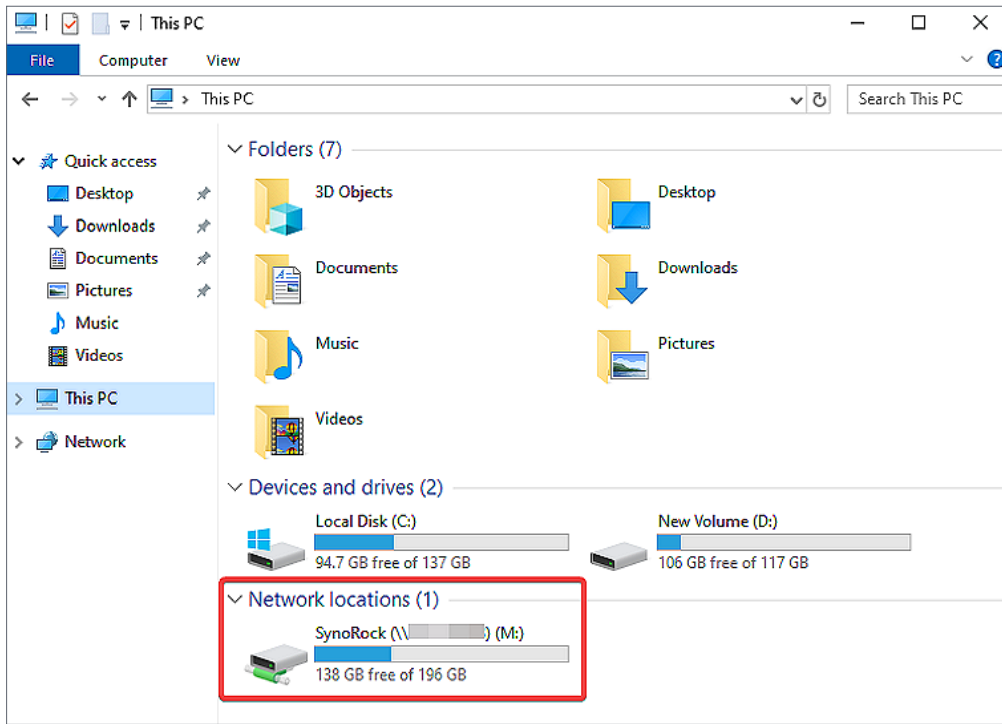 This PC
File Computer View
This PC
Search This PC
Quick access
Desktop
Downloads
Documents
Pictures
Music
Videos
This PC
Network
Folders (7)
3D Objects
Desktop
Documents
Downloads
Music
Pictures
Videos
Devices and drives (2)
Local Disk (C:)
94.7 GB free of 137 GB
New Volume (D:)
106 GB free of 117 GB
Network locations (1)
SynoRock (\\ ) (M:)
138 GB free of 196 GB